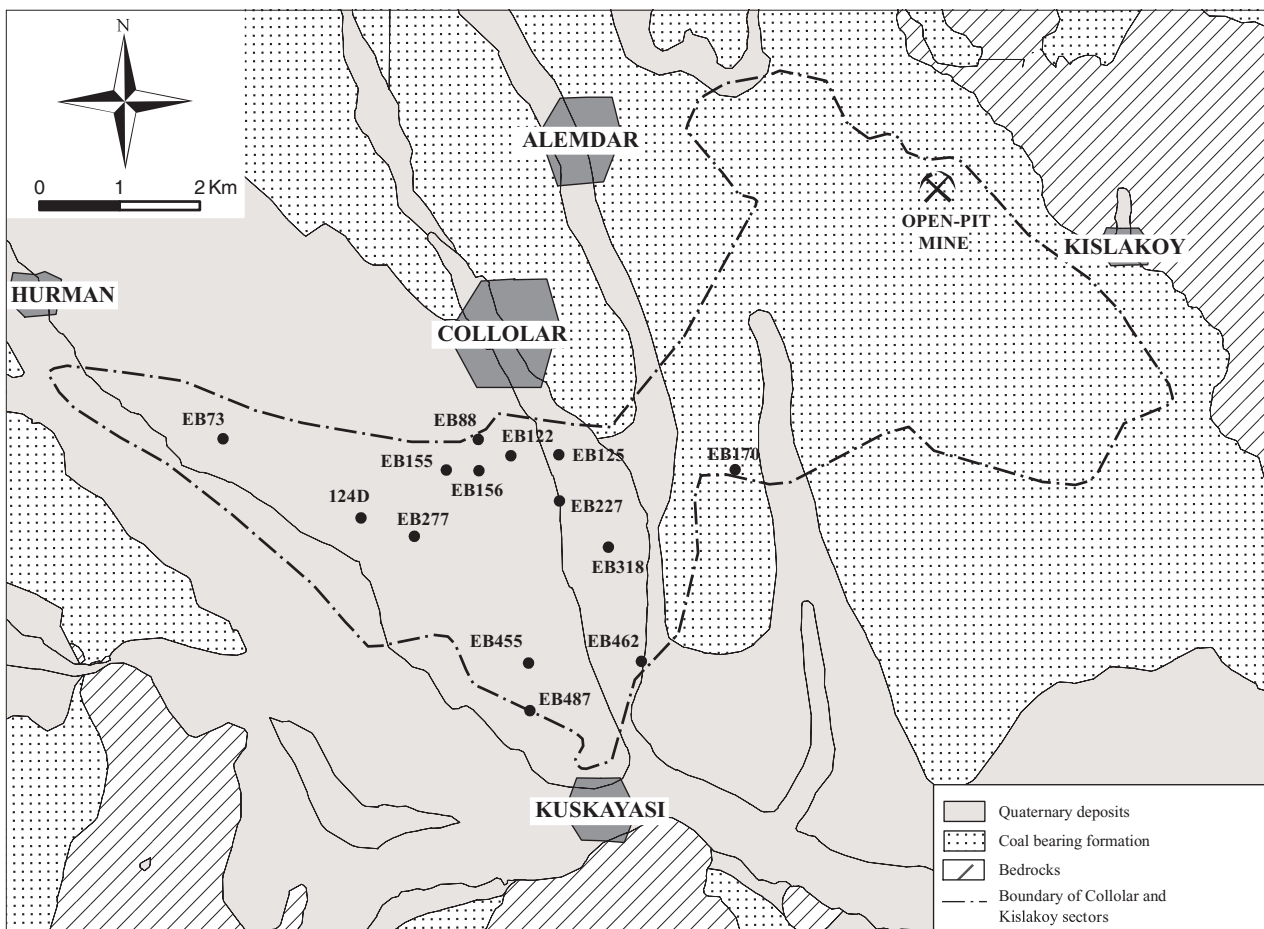 N
0 1 2 Km
ALEMDAR
OPEN-PIT
MINE
KISLAKOY
HURMAN
COLLOLAR
EB73
EB88
EB122
EB125
EB155
EB156
EB170
124D
EB277
EB227
EB318
EB455
EB462
EB487
KUSKAYASI
Quaternary deposits
Coal bearing formation
Bedrocks
Boundary of Collolar and
Kislakoy sectors